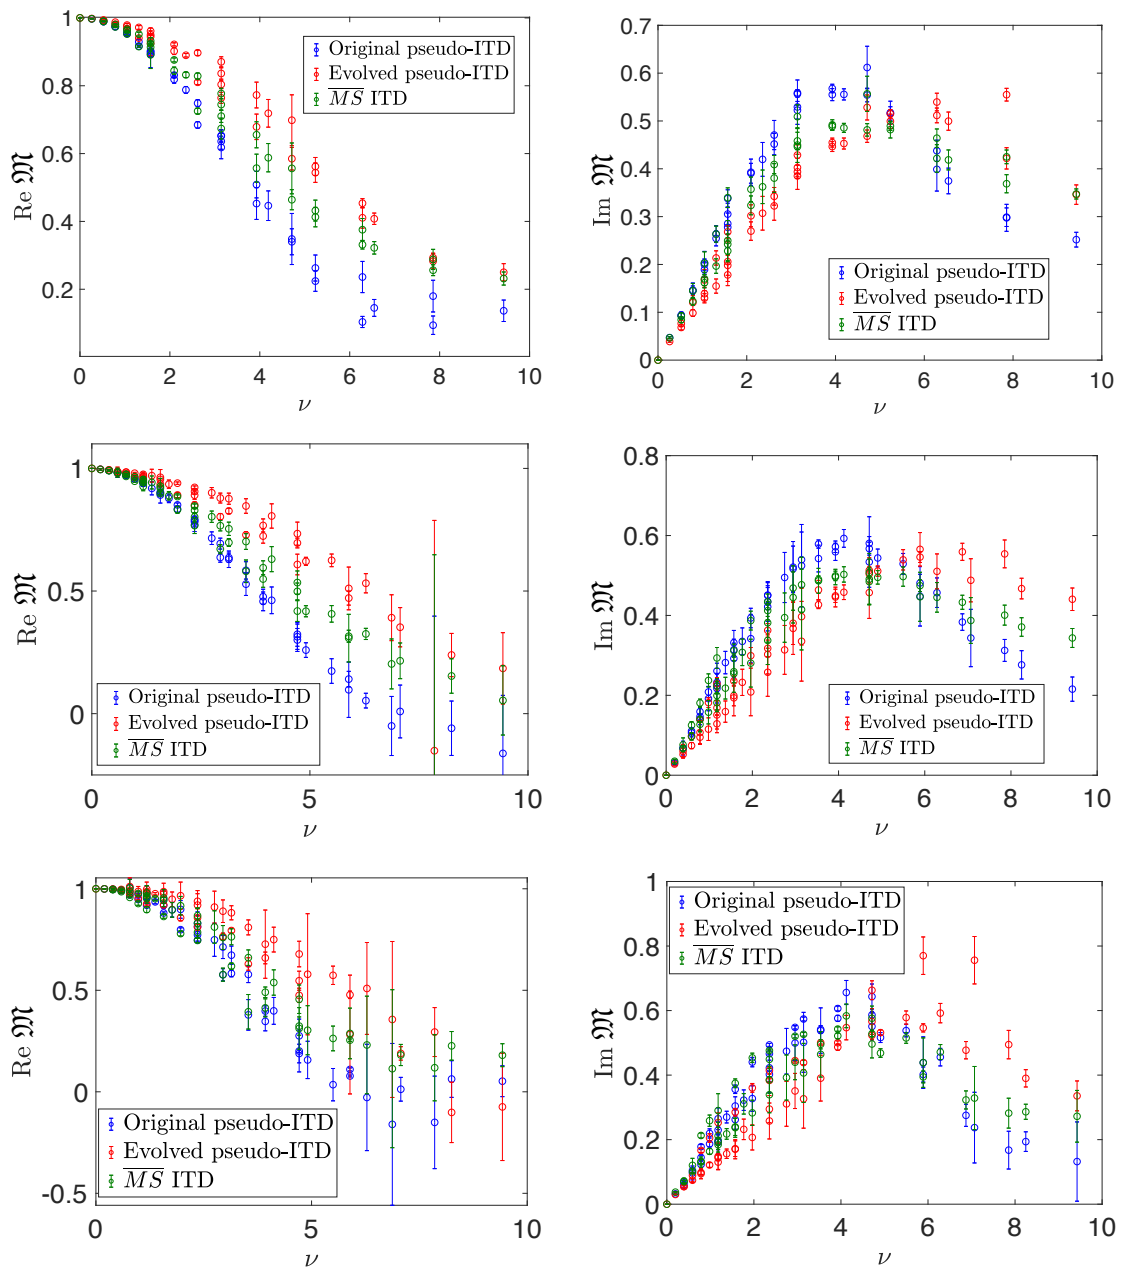 Re 𝔐
1
0.8
0.6
0.4
0.2
0
2
4
6
8
10
ν
Original pseudo-ITD
Evolved pseudo-ITD
M̅S̅ ITD
Im 𝔐
0.7
0.6
0.5
0.4
0.3
0.2
0.1
0
0
2
4
6
8
10
ν
Original pseudo-ITD
Evolved pseudo-ITD
M̅S̅ ITD
Re 𝔐
1
0.5
0
0
5
10
ν
Original pseudo-ITD
Evolved pseudo-ITD
M̅S̅ ITD
Im 𝔐
0.8
0.6
0.4
0.2
0
0
2
4
6
8
10
ν
Original pseudo-ITD
Evolved pseudo-ITD
M̅S̅ ITD
Re 𝔐
1
0.5
0
-0.5
0
5
10
ν
Original pseudo-ITD
Evolved pseudo-ITD
M̅S̅ ITD
Im 𝔐
1
0.8
0.6
0.4
0.2
0
0
2
4
6
8
10
ν
Original pseudo-ITD
Evolved pseudo-ITD
M̅S̅ ITD